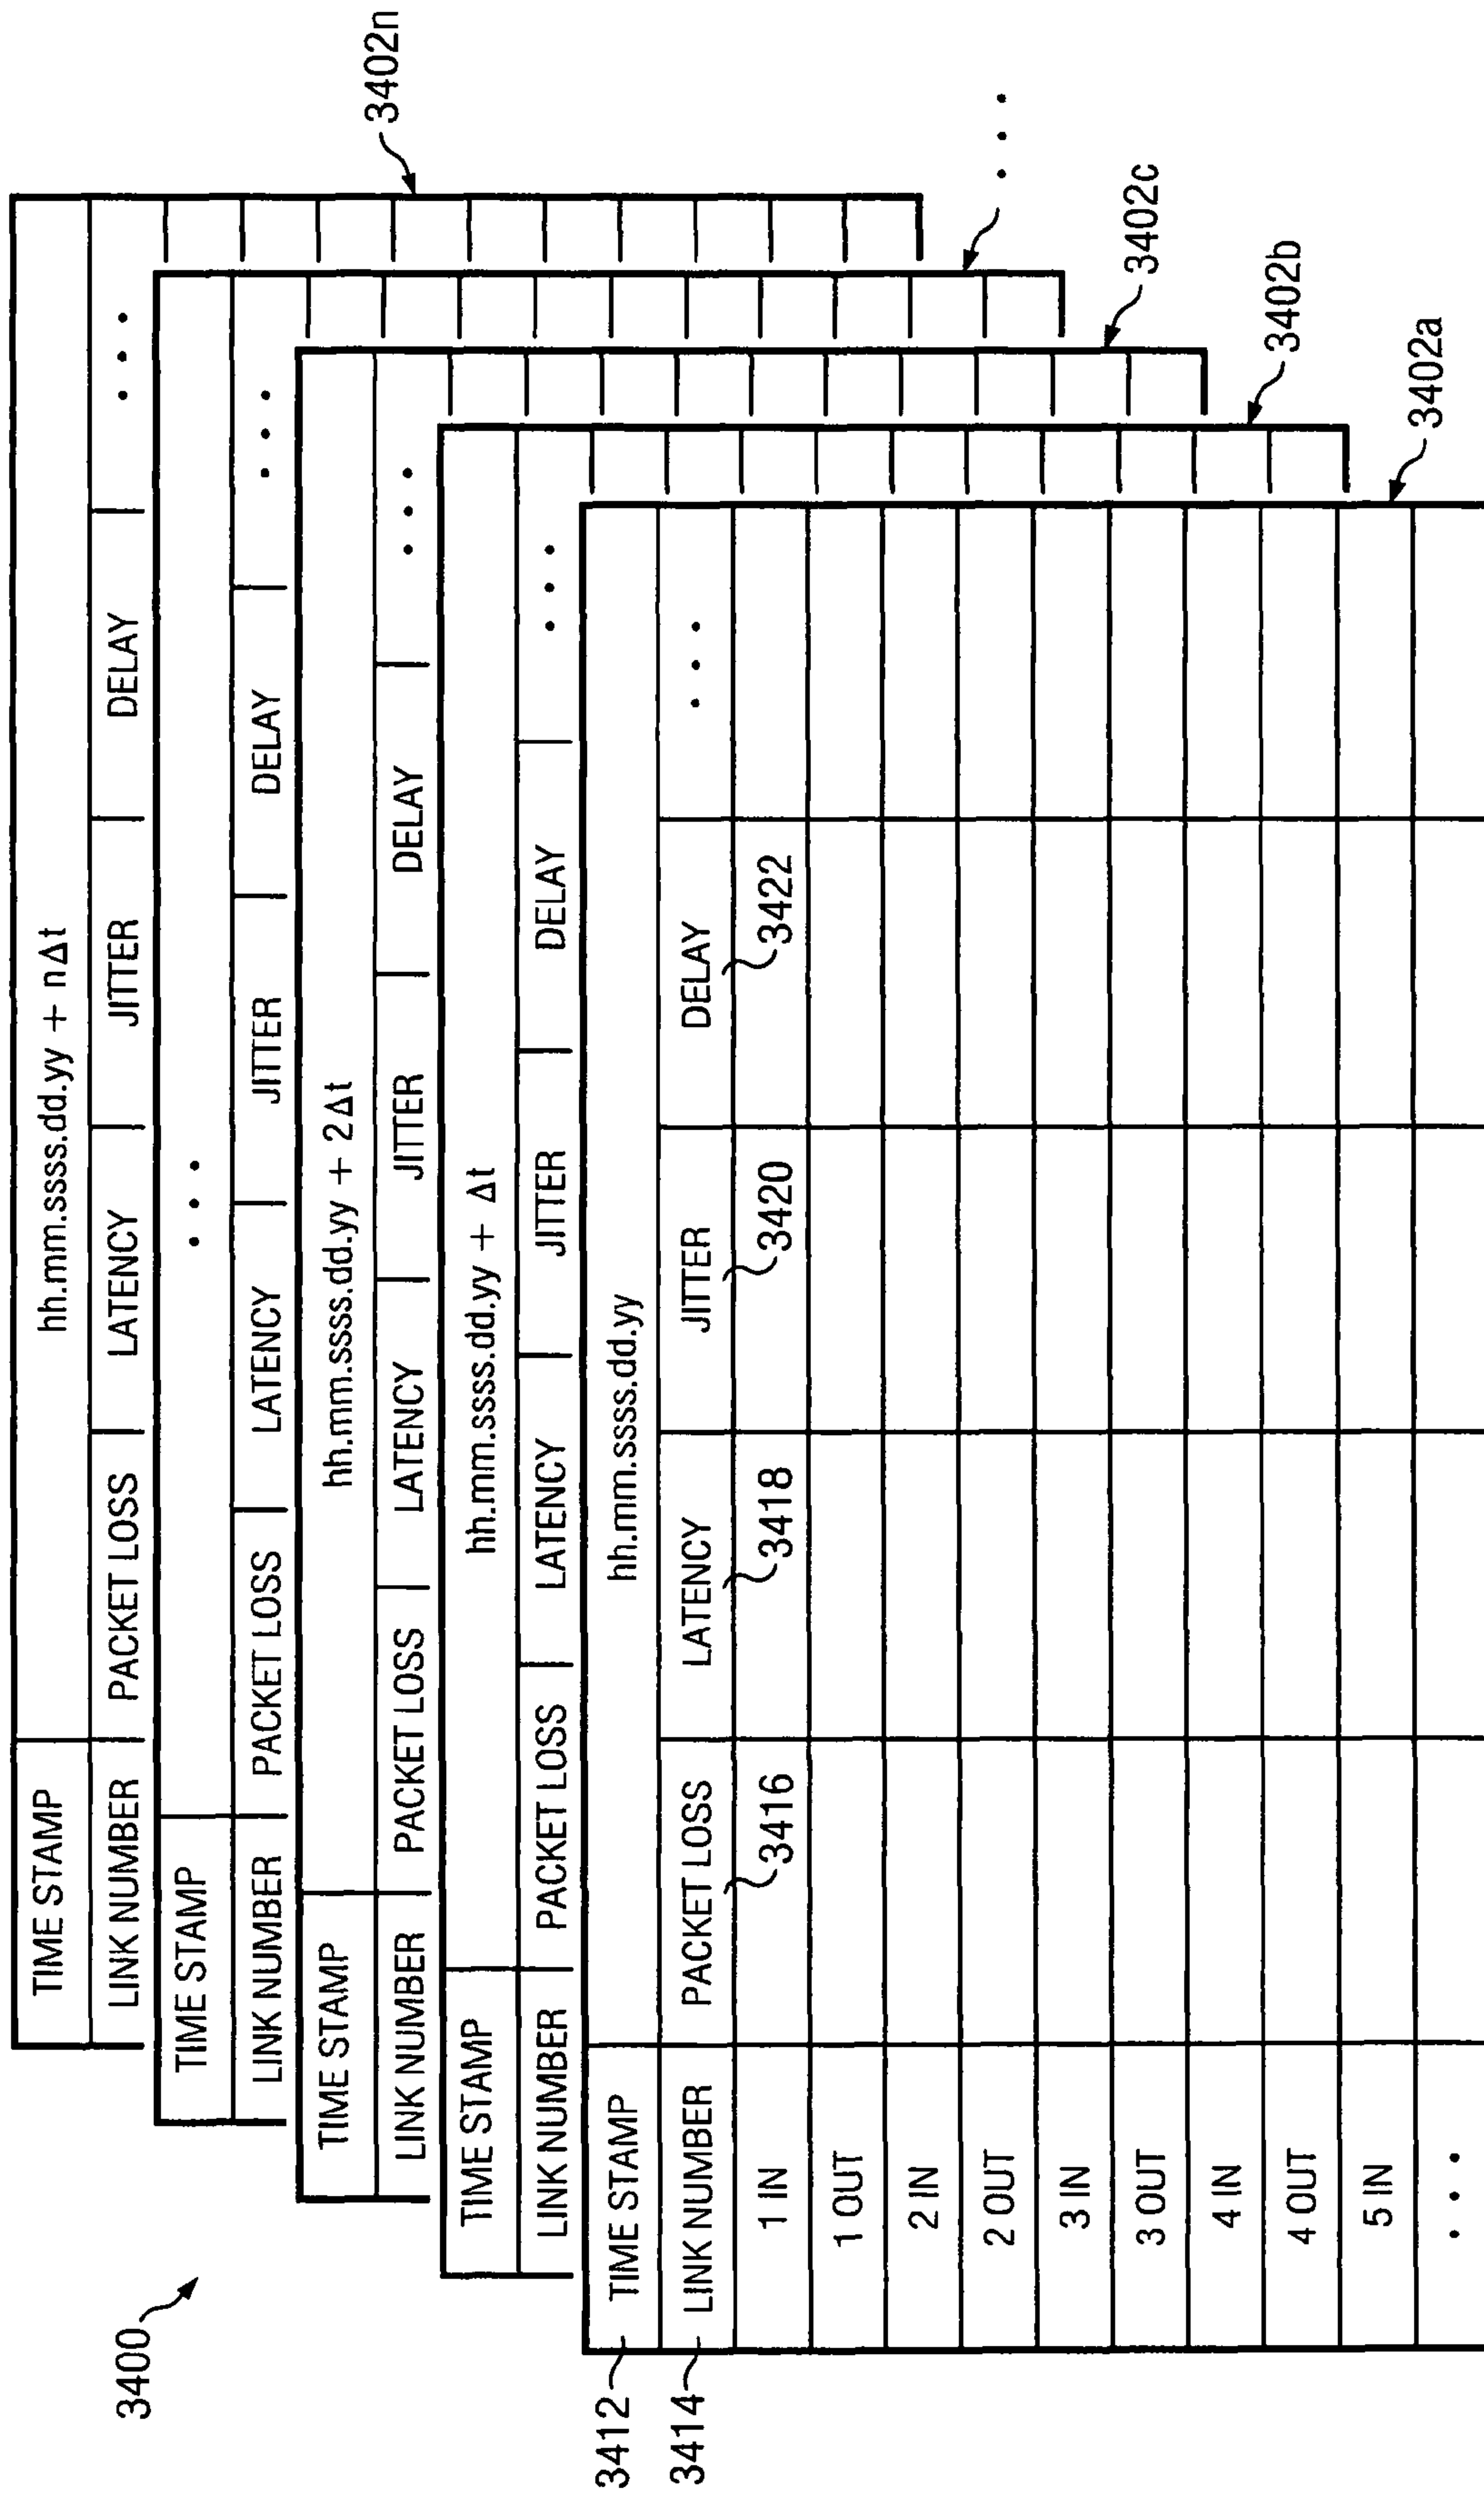 3400
TIME STAMP hh.mm.ssss.dd.yy + nΔt
LINK NUMBER PACKET LOSS LATENCY JITTER DELAY • • •
3402n
TIME STAMP • • •
LINK NUMBER PACKET LOSS LATENCY JITTER DELAY • • •
• • •
TIME STAMP hh.mm.ssss.dd.yy + 2Δt
LINK NUMBER PACKET LOSS LATENCY JITTER DELAY • • •
3402c
TIME STAMP hh.mm.ssss.dd.yy + Δt
LINK NUMBER PACKET LOSS LATENCY JITTER DELAY • • •
3402b
3412 TIME STAMP hh.mm.ssss.dd.yy
3414 LINK NUMBER PACKET LOSS LATENCY JITTER DELAY • • •
3416 3418 3420 3422
1 IN
1 OUT
2 IN
2 OUT
3 IN
3 OUT
4 IN
4 OUT
5 IN
3402a
• • •